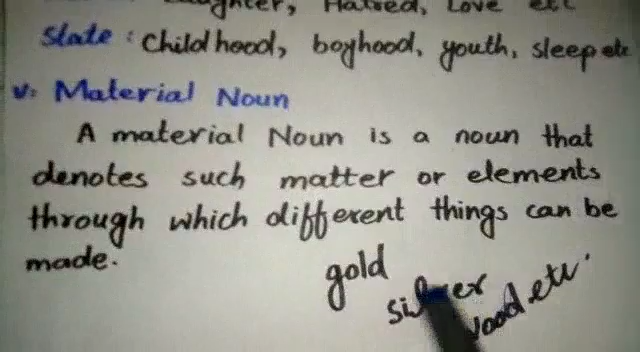 Hatred, Love etc
State : Childhood, boyhood, youth, sleep etc
V: Material Noun
A material Noun is a noun that
denotes such matter or elements
through which different things can be
made.
gold
silver
wood etc.